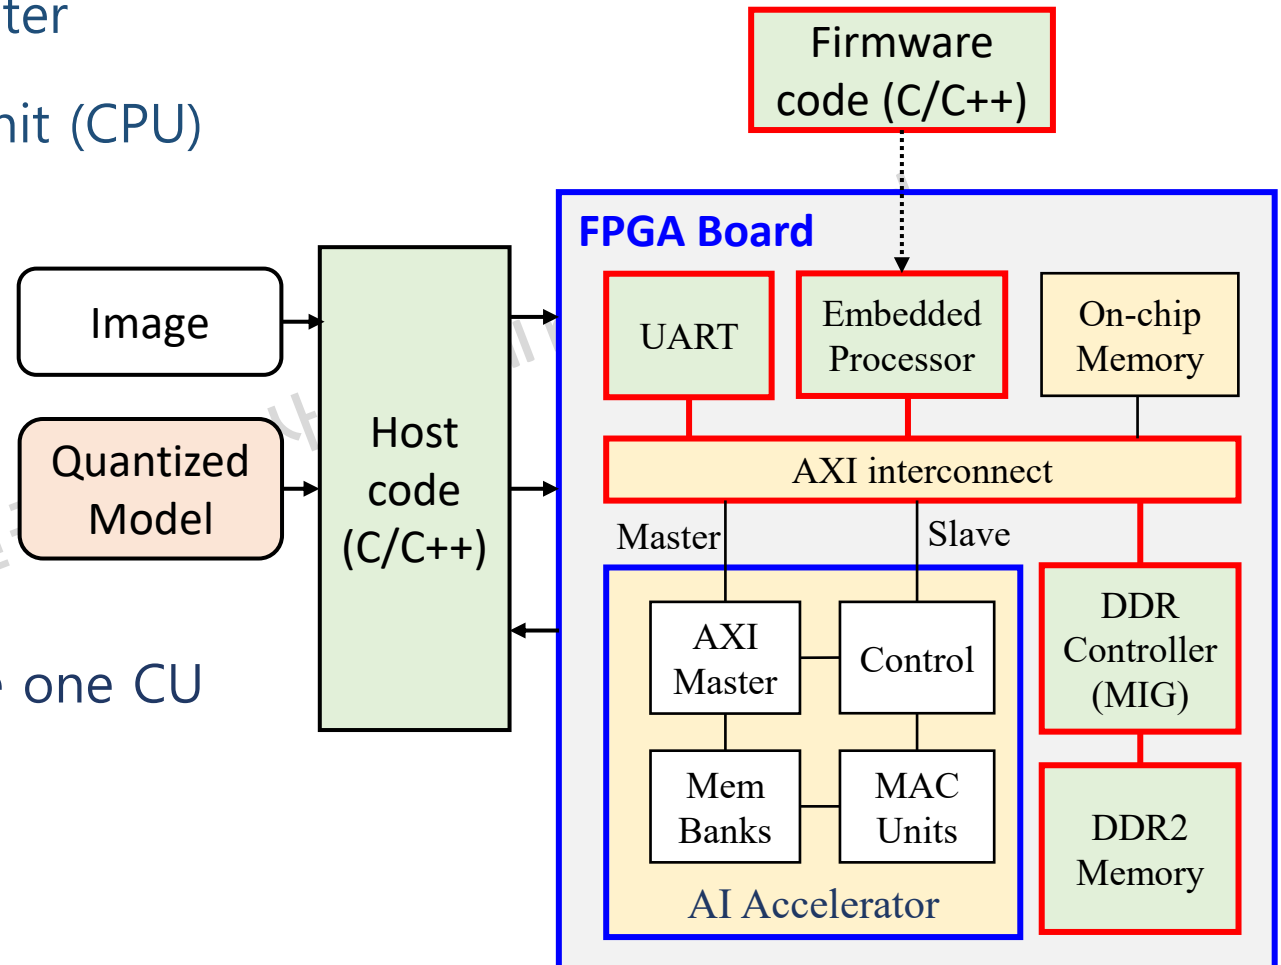 ter
nit (CPU)
e one CU
Firmware
code (C/C++)
Image
Quantized
Model
Host
code
(C/C++)
FPGA Board
UART
Embedded
Processor
On-chip
Memory
AXI interconnect
Master
Slave
AXI
Master
Control
Mem
Banks
MAC
Units
AI Accelerator
DDR
Controller
(MIG)
DDR2
Memory